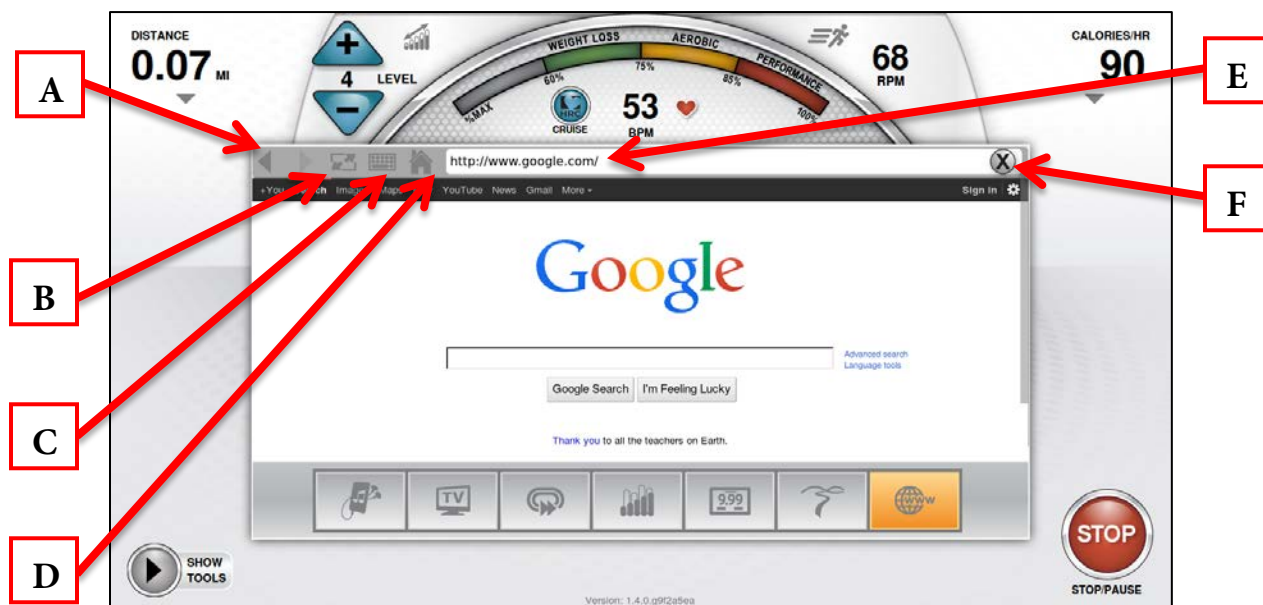 DISTANCE
0.07 MI
4 LEVEL
WEIGHT LOSS
AEROBIC
PERFORMANCE
%MAX
60%
75%
85%
100%
HRC
CRUISE
53
BPM
68
RPM
CALORIES/HR
90
A
B
C
D
E
F
http://www.google.com/
X
+You YouTube News Gmail More
Sign in
Google
Advanced search
Language tools
Google Search
I'm Feeling Lucky
Thank you to all the teachers on Earth.
TV
9.99
www
SHOW
TOOLS
STOP
STOP/PAUSE
Version: 1.4.0.g9f2a5ea